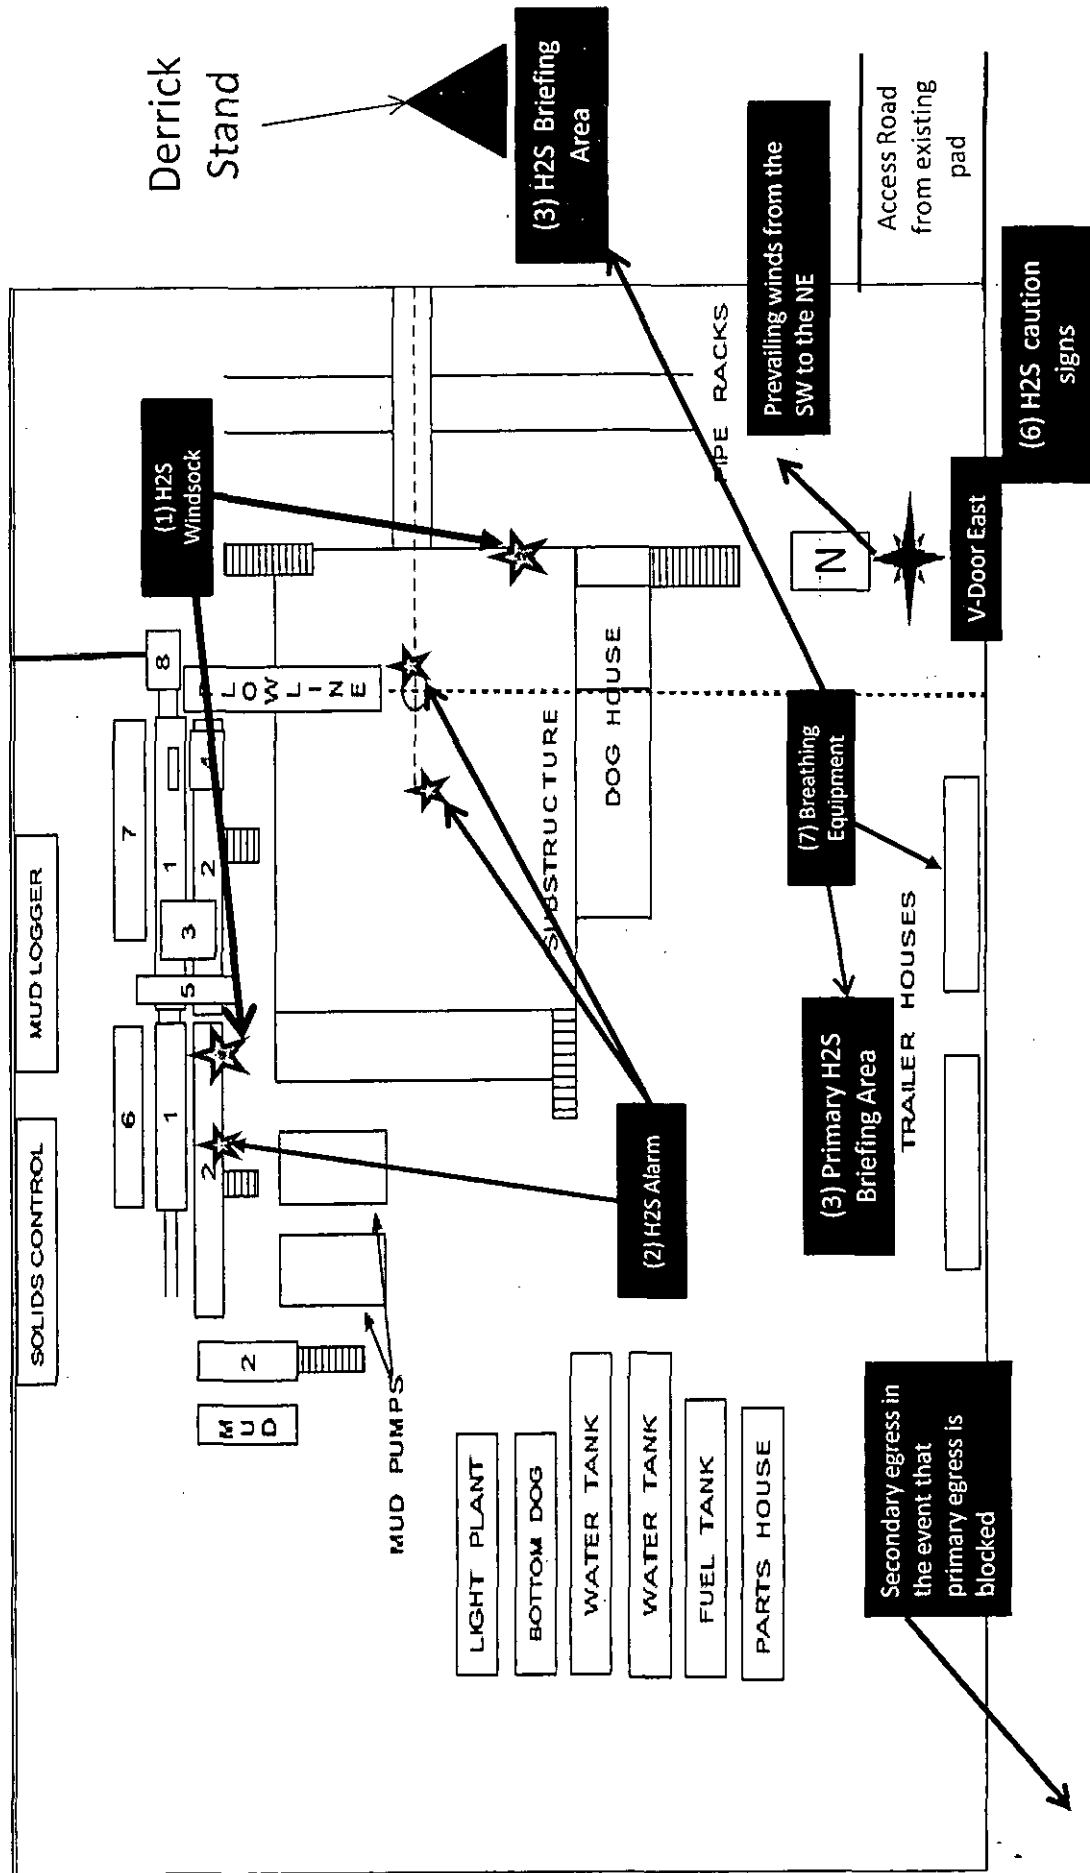 Derrick
Stand
(3) H2S Briefing
Area
Access Road
from existing
pad
Prevailing winds from the
SW to the NE
(6) H2S caution
signs
(1) H2S
Windsock
PIPE RACKS
N
V-Door East
8
FLOWLINE
7
1
4
2
3
5
MUD LOGGER
SUBSTRUCTURE
DOG HOUSE
(7) Breathing
Equipment
TRAILER HOUSES
(3) Primary H2S
Briefing Area
SOLIDS CONTROL
6
1
2
(2) H2S Alarm
2
MUD
MUD PUMPS
LIGHT PLANT
BOTTOM DOG
WATER TANK
WATER TANK
FUEL TANK
PARTS HOUSE
Secondary egress in
the event that
primary egress is
blocked